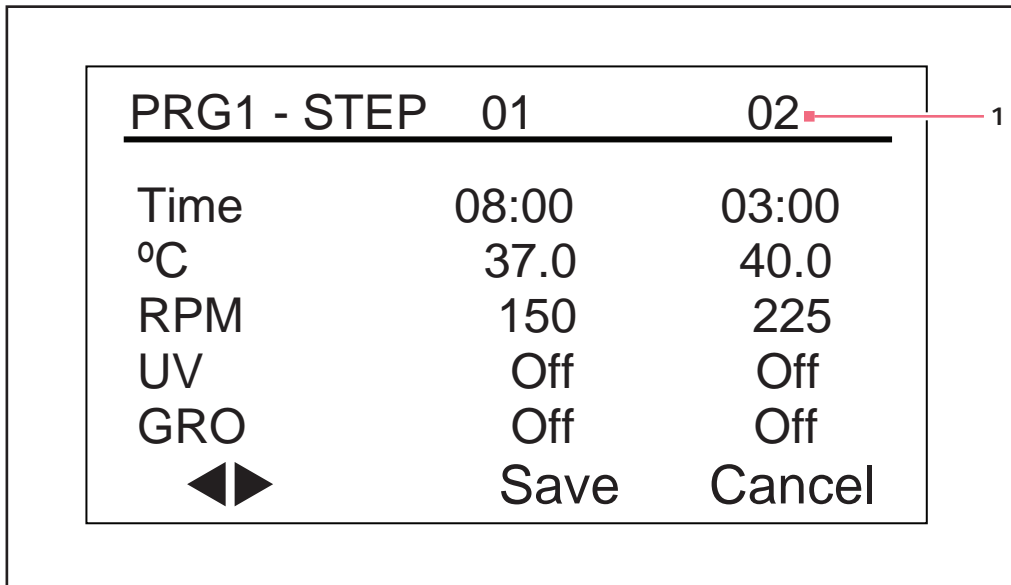 PRG1 - STEP 01 02 1
Time 08:00 03:00
ºC 37.0 40.0
RPM 150 225
UV Off Off
GRO Off Off
Save Cancel